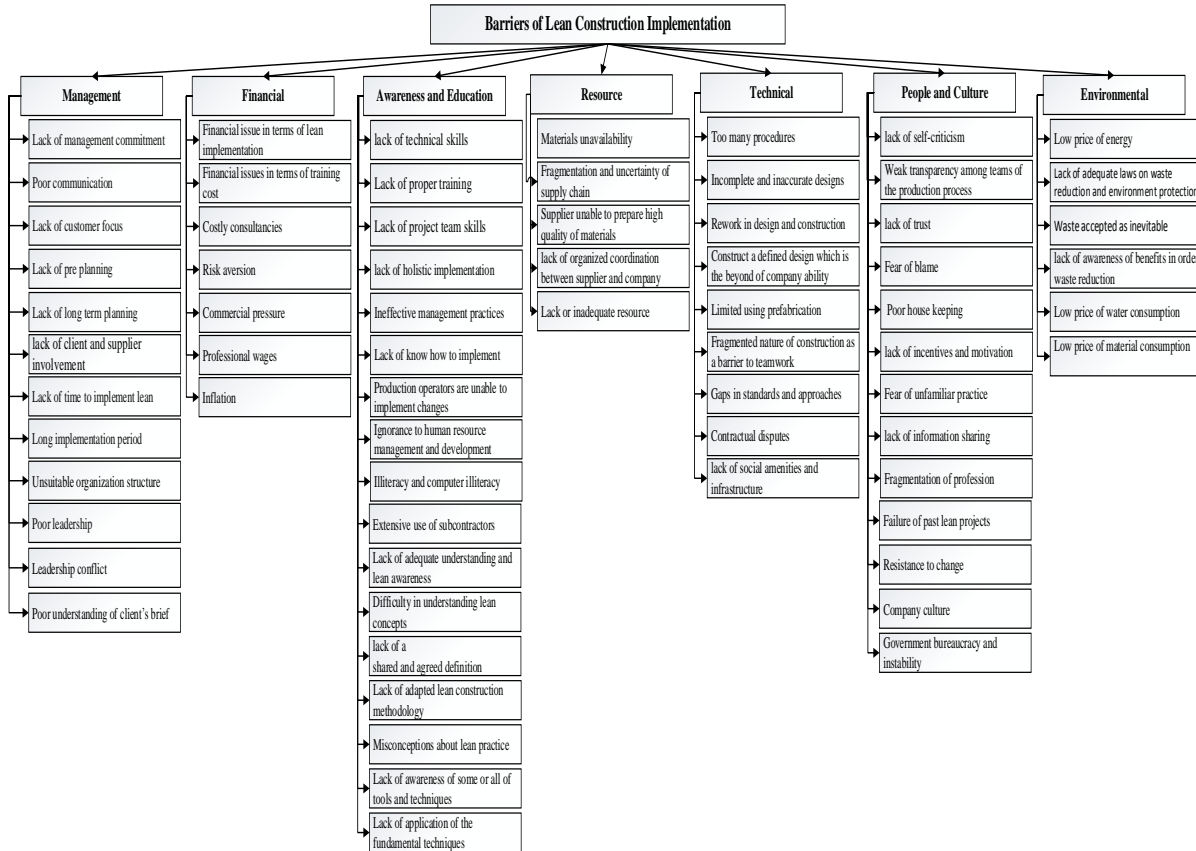 Barriers of Lean Construction Implementation
Management
Lack of management commitment
Poor communication
Lack of customer focus
Lack of pre planning
Lack of long term planning
lack of client and supplier
involvement
Lack of time to implement lean
Long implementation period
Unsuitable organization structure
Poor leadership
Leadership conflict
Poor understanding of client's brief
Financial
Financial issue in terms of lean
implementation
Financial issues in terms of training
cost
Costly consultancies
Risk aversion
Commercial pressure
Professional wages
Inflation
Awareness and Education
lack of technical skills
Lack of proper training
Lack of project team skills
lack of holistic implementation
Ineffective management practices
Lack of know how to implement
Production operators are unable to
implement changes
Ignorance to human resource
management and development
Illiteracy and computer illiteracy
Extensive use of subcontractors
Lack of adequate understanding and
lean awareness
Difficulty in understanding lean
concepts
lack of a
shared and agreed definition
Lack of adapted lean construction
methodology
Misconceptions about lean practice
Lack of awareness of some or all of
tools and techniques
Lack of application of the
fundamental techniques
Resource
Materials unavailability
Fragmentation and uncertainty of
supply chain
Supplier unable to prepare high
quality of materials
lack of organized coordination
between supplier and company
Lack or inadequate resource
Technical
Too many procedures
Incomplete and inaccurate designs
Rework in design and construction
Construct a defined design which is
the beyond of company ability
Limited using prefabrication
Fragmented nature of construction as
a barrier to teamwork
Gaps in standards and approaches
Contractual disputes
lack of social amenities and
infrastructure
People and Culture
lack of self-criticism
Weak transparency among teams of
the production process
lack of trust
Fear of blame
Poor house keeping
lack of incentives and motivation
Fear of unfamiliar practice
lack of information sharing
Fragmentation of profession
Failure of past lean projects
Resistance to change
Company culture
Government bureaucracy and
instability
Environmental
Low price of energy
Lack of adequate laws on waste
reduction and environment protection
Waste accepted as inevitable
lack of awareness of benefits in order
waste reduction
Low price of water consumption
Low price of material consumption